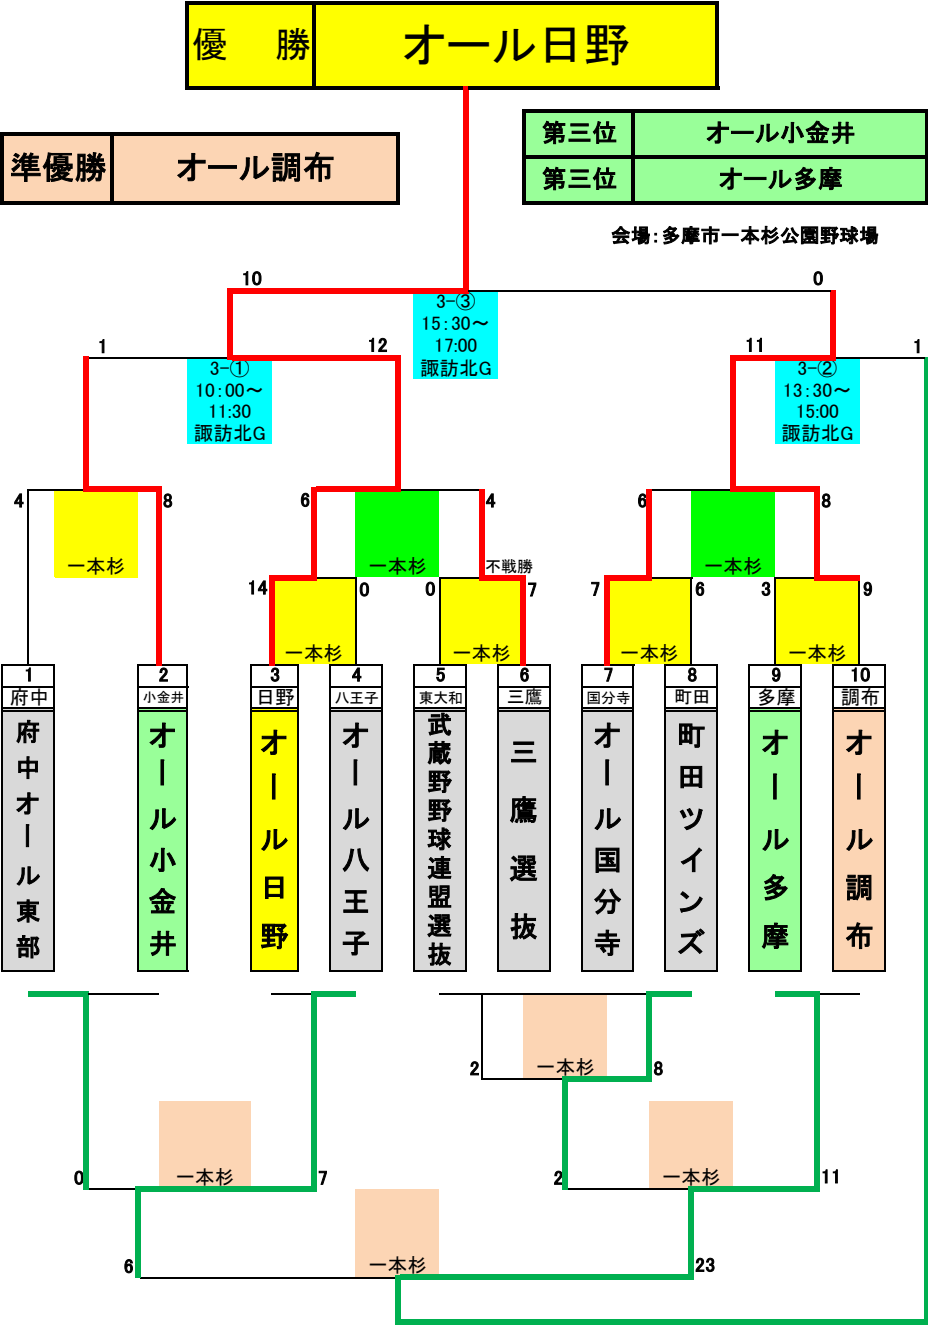 優　勝　オール日野
第三位　オール小金井
準優勝　オール調布
第三位　オール多摩
会場：多摩市一本杉公園野球場
10
0
3-③
15：30～
17:00
諏訪北G
1
12
11
1
3-①
10：00～
11:30
諏訪北G
3-②
13：30～
15:00
諏訪北G
4
8
6
4
6
8
一本杉
一本杉
不戦勝
一本杉
14
0
0
7
7
6
3
9
一本杉
一本杉
一本杉
一本杉
1 2 3 4 5 6 7 8 9 10
府中 小金井 日野 八王子 東大和 三鷹 国分寺 町田 多摩 調布
府中オール東部
オール小金井
オール日野
オール八王子
武蔵野野球連盟選抜
三鷹選抜
オール国分寺
町田ツインズ
オール多摩
オール調布
2
一本杉
8
0
一本杉
7
2
一本杉
11
6
一本杉
23